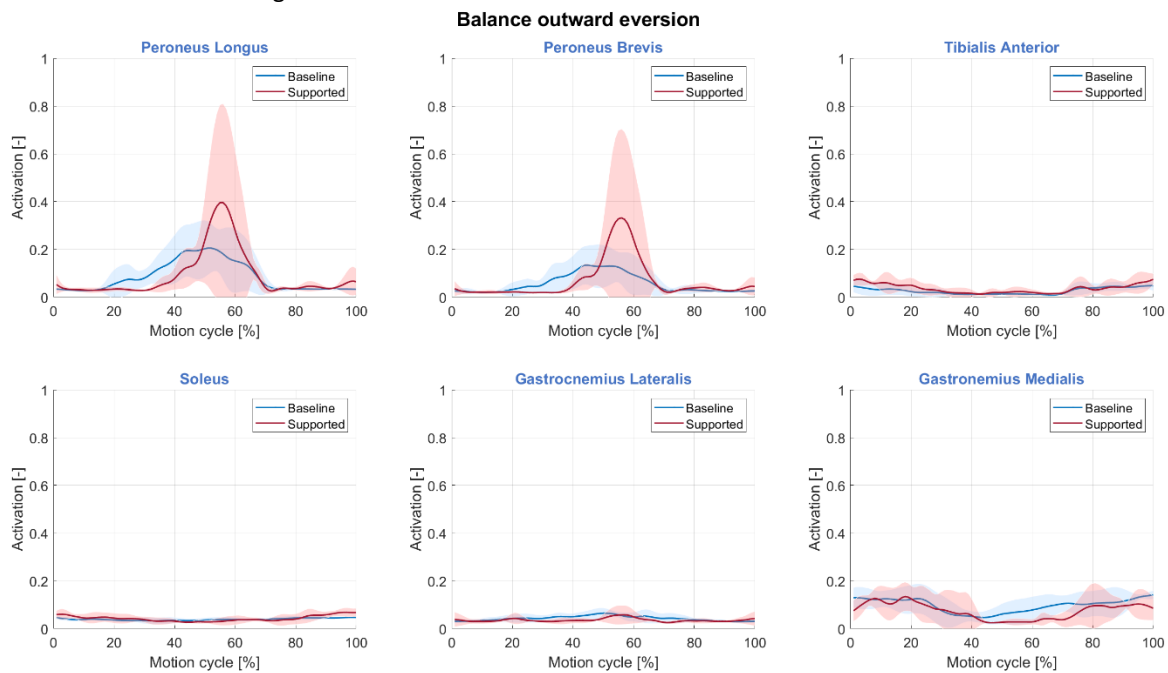 Balance outward eversion
Peroneus Longus
Activation [-]
1
0.8
0.6
0.4
0.2
0
Baseline
Supported
0 20 40 60 80 100
Motion cycle [%]
Peroneus Brevis
Activation [-]
1
0.8
0.6
0.4
0.2
0
Baseline
Supported
0 20 40 60 80 100
Motion cycle [%]
Tibialis Anterior
Activation [-]
1
0.8
0.6
0.4
0.2
0
Baseline
Supported
0 20 40 60 80 100
Motion cycle [%]
Soleus
Activation [-]
1
0.8
0.6
0.4
0.2
0
Baseline
Supported
0 20 40 60 80 100
Motion cycle [%]
Gastrocnemius Lateralis
Activation [-]
1
0.8
0.6
0.4
0.2
0
Baseline
Supported
0 20 40 60 80 100
Motion cycle [%]
Gastronemius Medialis
Activation [-]
1
0.8
0.6
0.4
0.2
0
Baseline
Supported
0 20 40 60 80 100
Motion cycle [%]